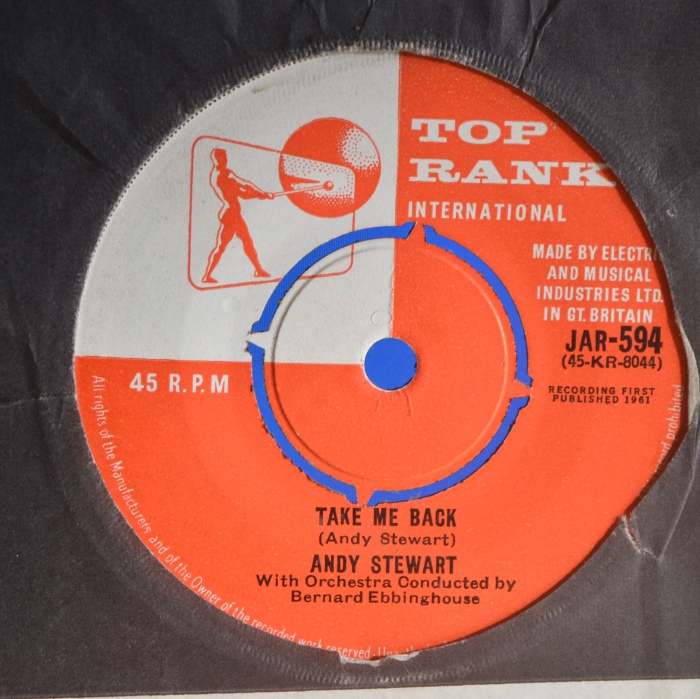 TOP
RANK
INTERNATIONAL
MADE BY ELECTRI
AND MUSICAL
INDUSTRIES LTD.
IN GT. BRITAIN
JAR-594
(45-KR-8044)
45 R.P.M
RECORDING FIRST
PUBLISHED 1961
TAKE ME BACK
(Andy Stewart)
ANDY STEWART
With Orchestra Conducted by
Bernard Ebbinghouse
All rights of the Manufacturers and of the Owner of the recorded work reserved.
prohibited